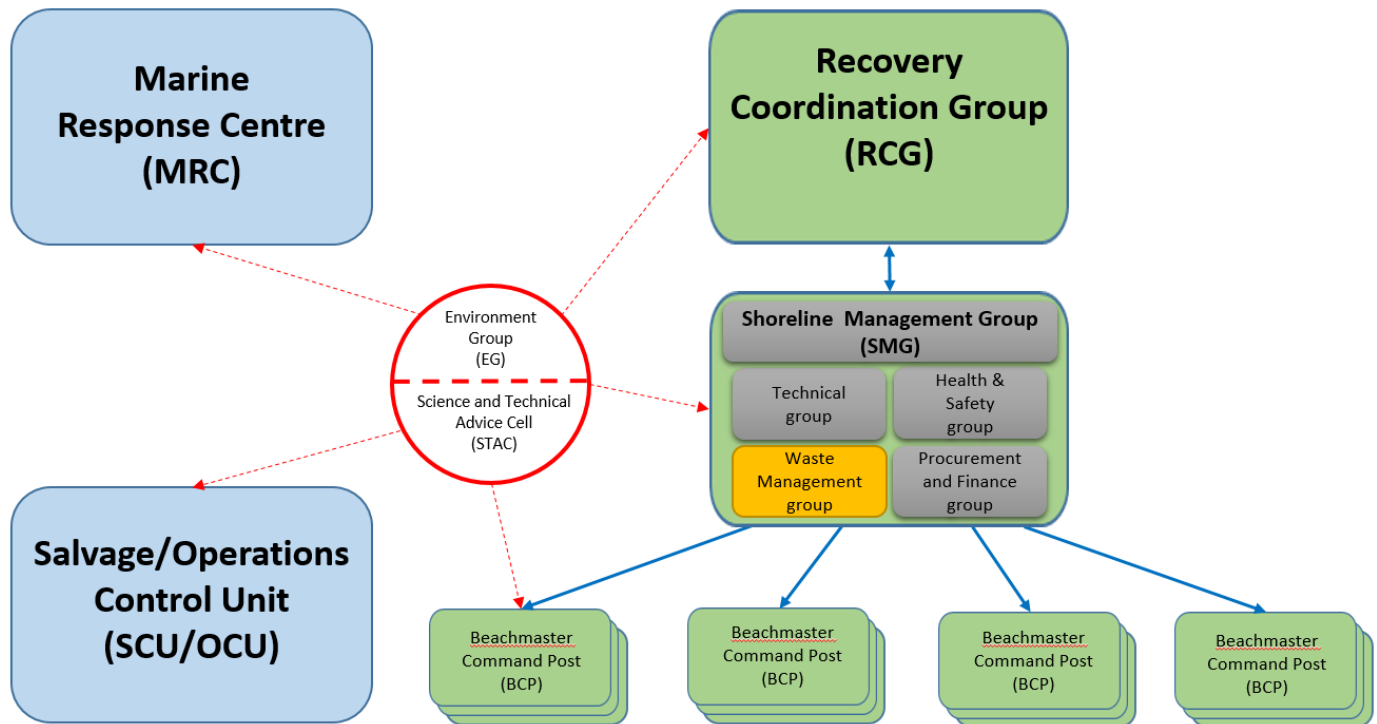 Marine
Response Centre
(MRC)
Recovery
Coordination Group
(RCG)
Environment
Group
(EG)
Science and Technical
Advice Cell
(STAC)
Shoreline Management Group
(SMG)
Technical
group
Health &
Safety
group
Waste
Management
group
Procurement
and Finance
group
Salvage/Operations
Control Unit
(SCU/OCU)
Beachmaster
Command Post
(BCP)
Beachmaster
Command Post
(BCP)
Beachmaster
Command Post
(BCP)
Beachmaster
Command Post
(BCP)